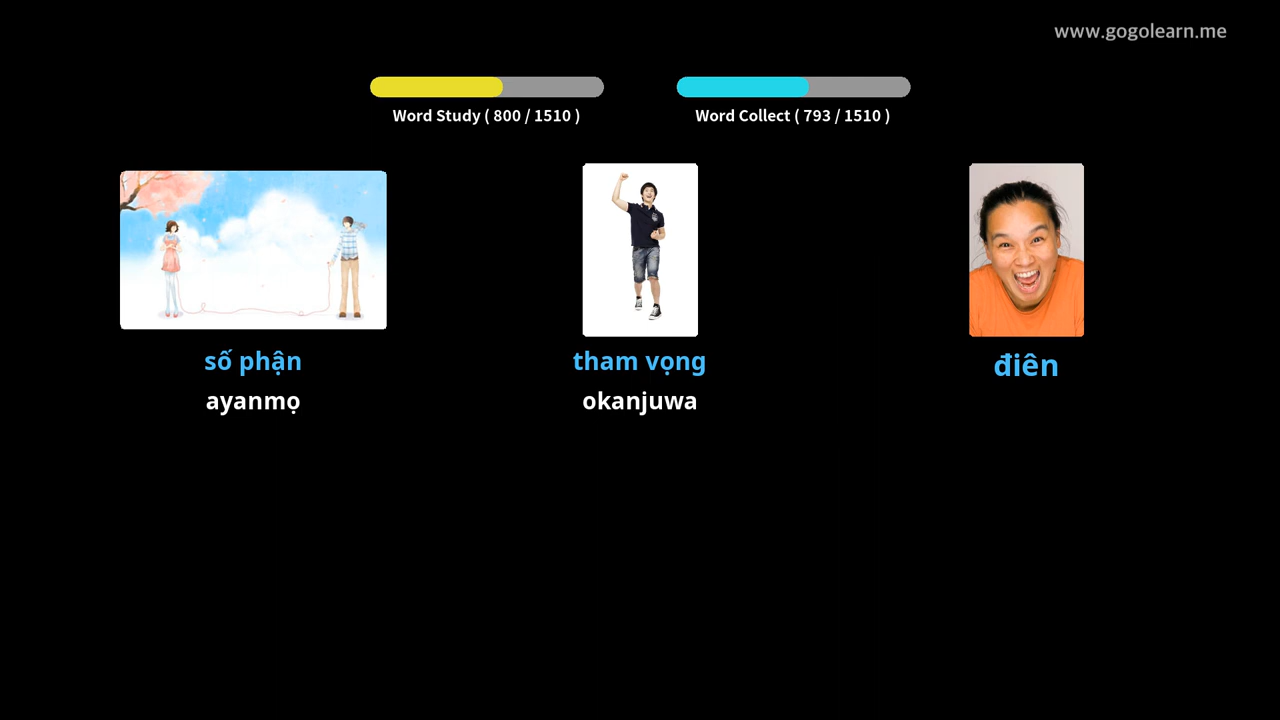 www.gogolearn.me
Word Study ( 800 / 1510 )
Word Collect ( 793 / 1510 )
số phận
ayanmọ
tham vọng
okanjuwa
điên